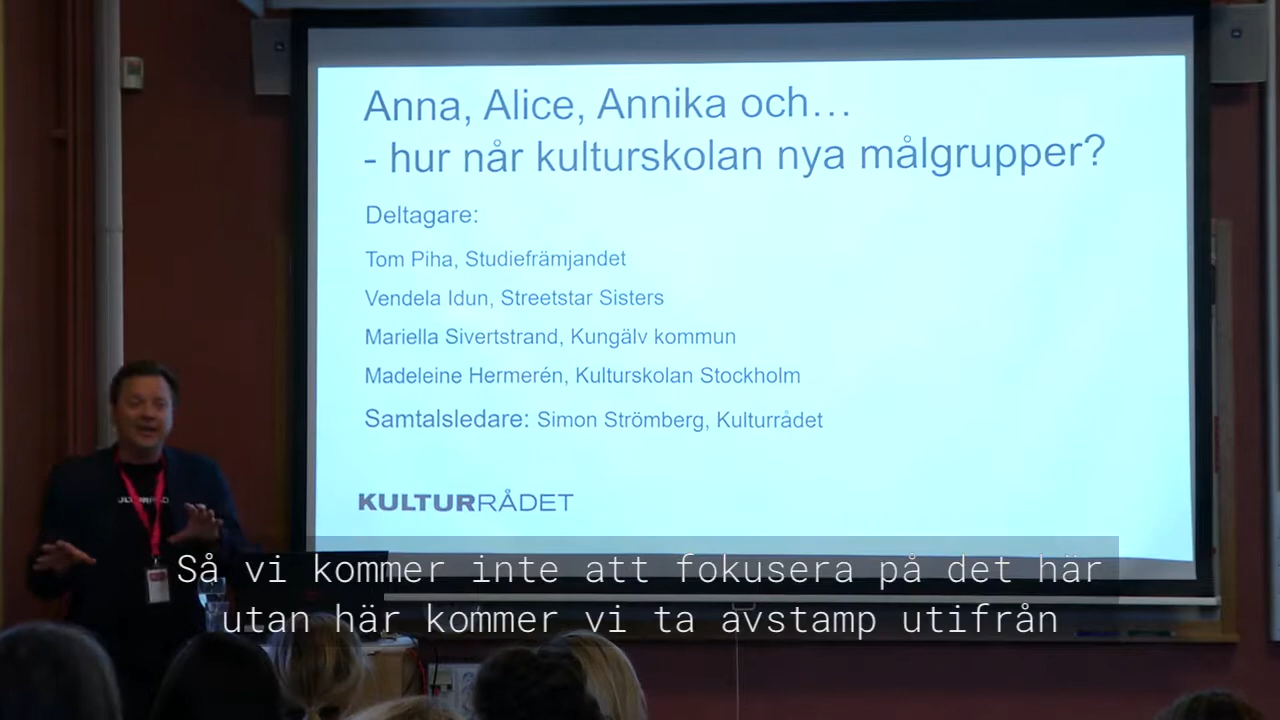 Anna, Alice, Annika och...
- hur når kulturskolan nya målgrupper?
Deltagare:
Tom Piha, Studiefrämjandet
Vendela Idun, Streetstar Sisters
Mariella Sivertstrand, Kungälv kommun
Madeleine Hermerén, Kulturskolan Stockholm
Samtalsledare: Simon Strömberg, Kulturrådet
KULTURRÅDET
Så vi kommer inte att fokusera på det här
utan här kommer vi ta avstamp utifrån